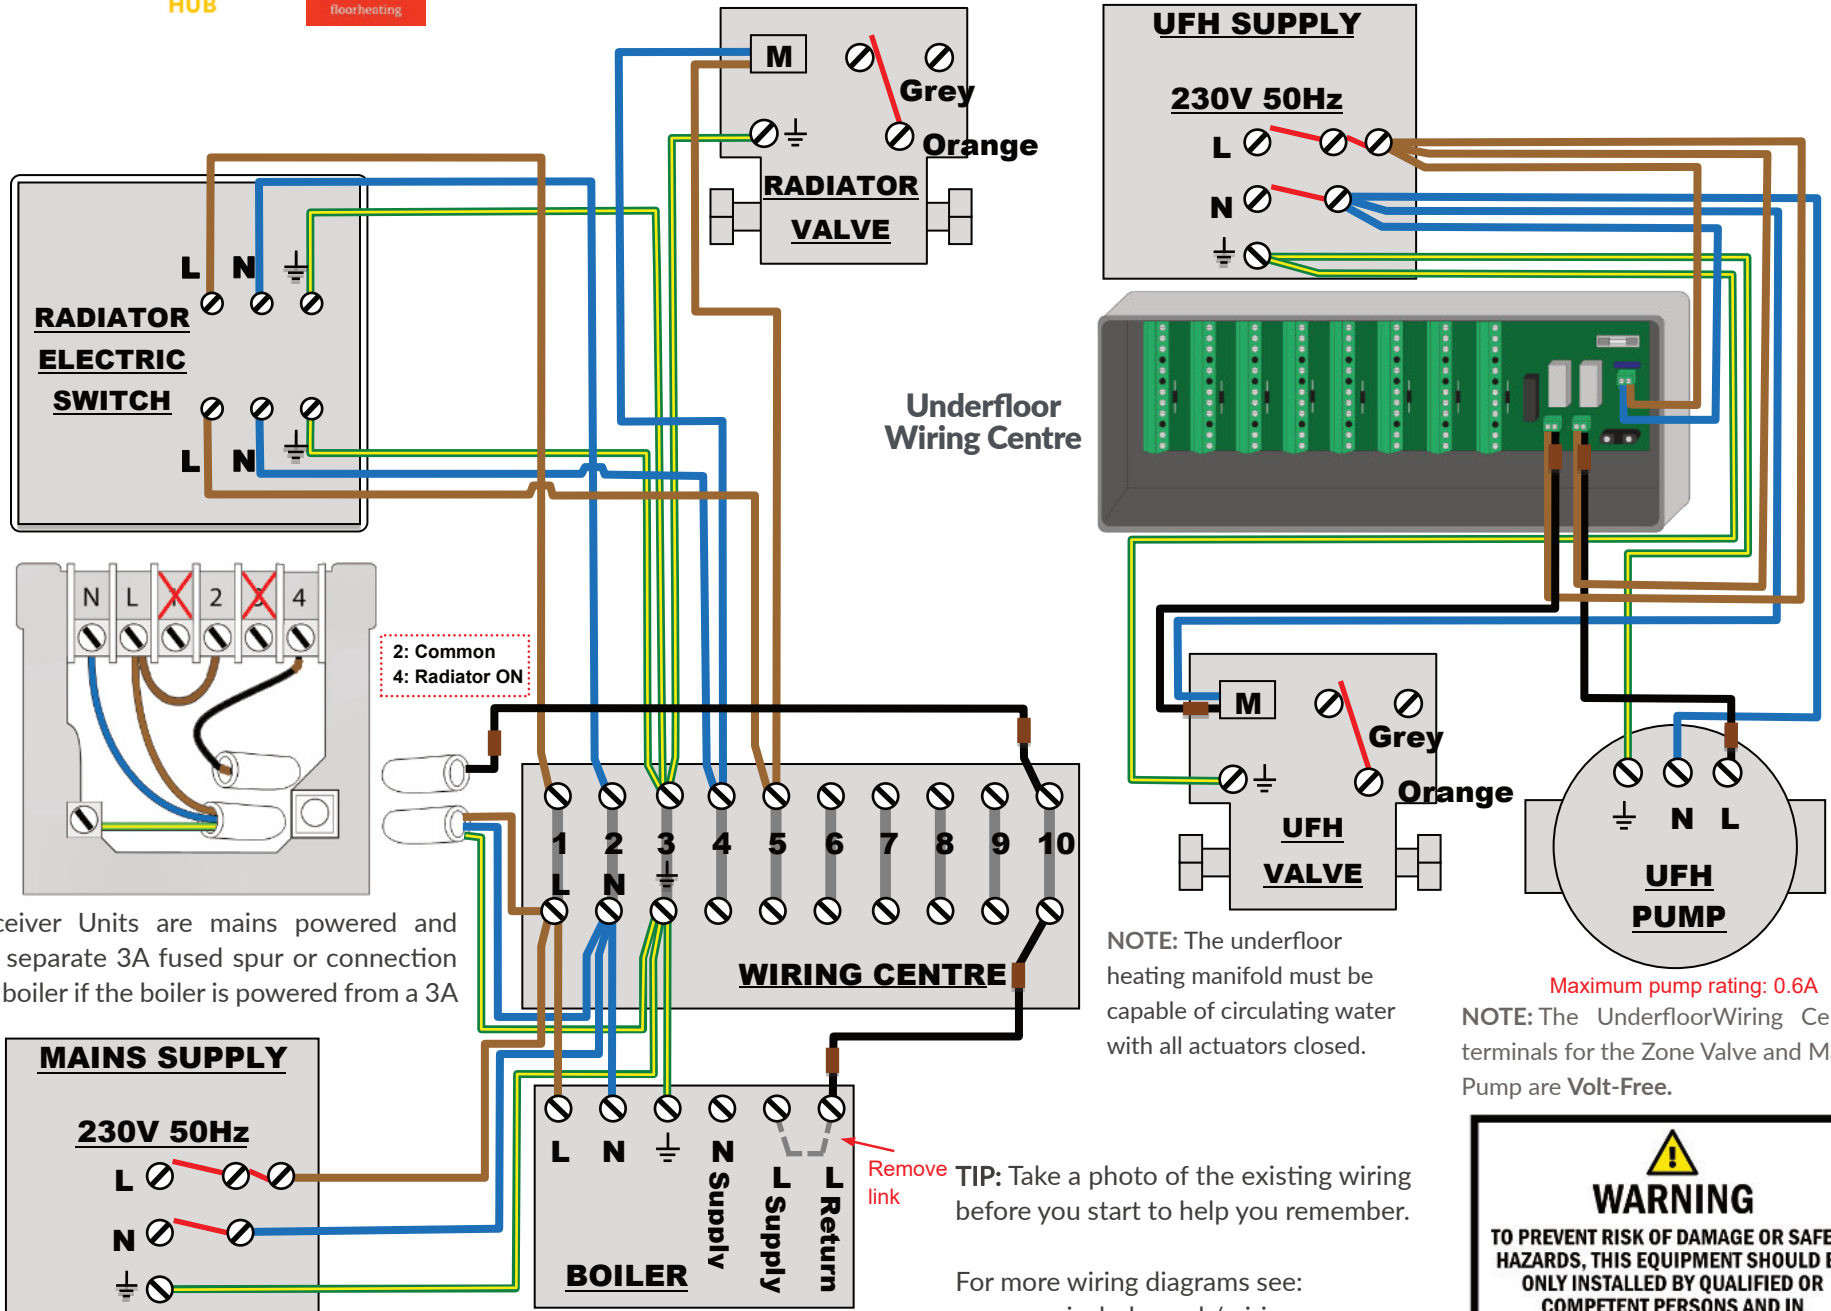 HUB
floorheating
M
Grey
Orange
RADIATOR
VALVE
UFH SUPPLY
230V 50Hz
L
N
L N
RADIATOR
ELECTRIC
SWITCH
L N
Underfloor
Wiring Centre
N L 2 4
2: Common
4: Radiator ON
M
Grey
Orange
UFH
VALVE
N L
UFH
PUMP
Maximum pump rating: 0.6A
1 2 3 4 5 6 7 8 9 10
L N
WIRING CENTRE
ceiver Units are mains powered and
separate 3A fused spur or connection
boiler if the boiler is powered from a 3A
NOTE: The underfloor
heating manifold must be
capable of circulating water
with all actuators closed.
NOTE: The UnderfloorWiring Ce
terminals for the Zone Valve and Ma
Pump are Volt-Free.
MAINS SUPPLY
230V 50Hz
L
N
L N N Supply L Supply L Return
BOILER
Remove
link
TIP: Take a photo of the existing wiring
before you start to help you remember.
For more wiring diagrams see:
WARNING
TO PREVENT RISK OF DAMAGE OR SAFE
HAZARDS, THIS EQUIPMENT SHOULD B
ONLY INSTALLED BY QUALIFIED OR
COMPETENT PERSONS AND IN